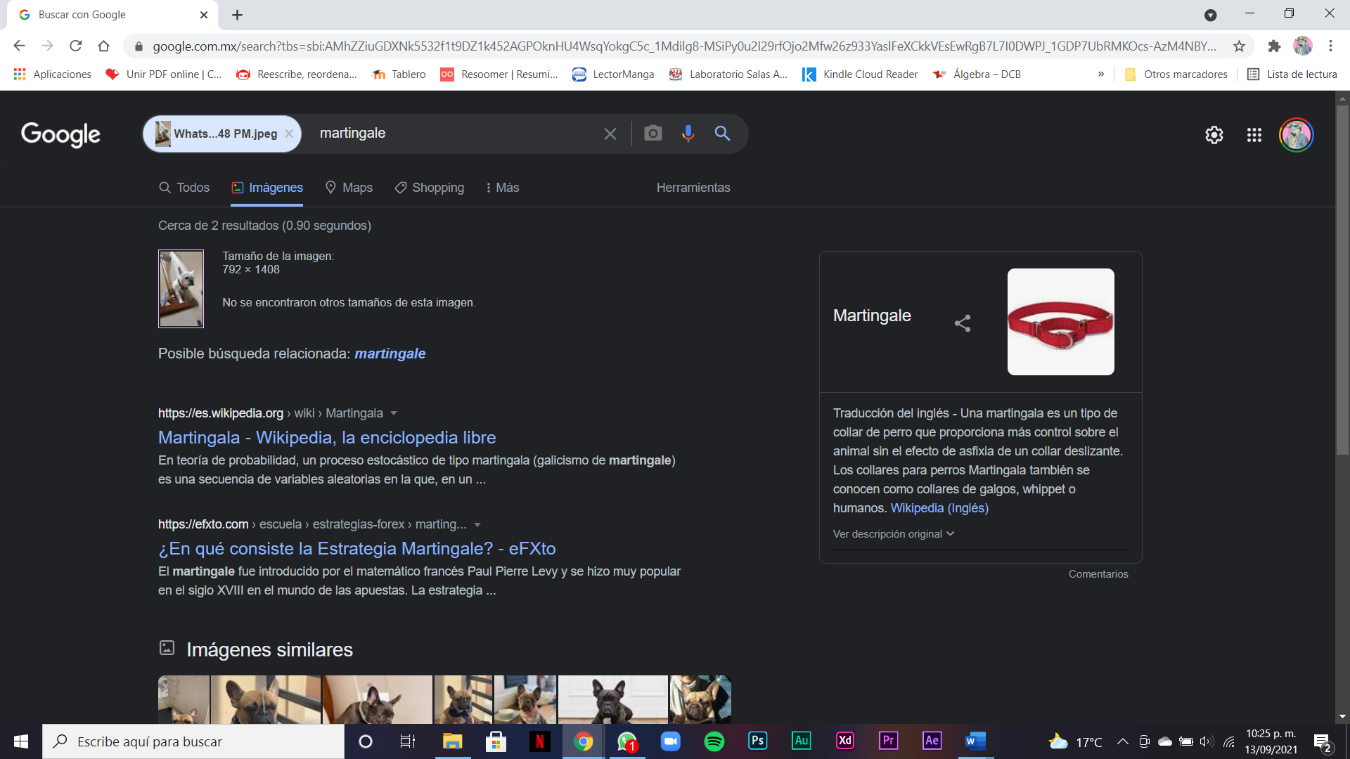 Buscar con Google
google.com.mx/search?tbs=sbi:AMhZZiuGDXNk5532f1t9DZ1k452AGPOknHU4WsqYokgC5c_1Mdilg8-MSiPy0u2I29rfOjo2Mfw26z933YaslFeXCkkVEsEwRgB7L7I0DWPJ_1GDP7UbRMKOcs-AzM4NBY...
Aplicaciones Unir PDF online | C... Reescribe, reordena... Tablero Resoomer | Resumi... LectorManga Laboratorio Salas A... Kindle Cloud Reader Álgebra – DCB » Otros marcadores Lista de lectura
Google Whats...48 PM.jpeg martingale
Todos Imágenes Maps Shopping Más Herramientas
Cerca de 2 resultados (0.90 segundos)
Tamaño de la imagen:
792 × 1408
No se encontraron otros tamaños de esta imagen.
Posible búsqueda relacionada: martingale
https://es.wikipedia.org › wiki › Martingala
Martingala - Wikipedia, la enciclopedia libre
En teoría de probabilidad, un proceso estocástico de tipo martingala (galicismo de martingale)
es una secuencia de variables aleatorias en la que, en un ...
https://efxto.com › escuela › estrategias-forex › marting...
¿En qué consiste la Estrategia Martingale? - eFXto
El martingale fue introducido por el matemático francés Paul Pierre Levy y se hizo muy popular
en el siglo XVIII en el mundo de las apuestas. La estrategia ...
Imágenes similares
Martingale
Traducción del inglés - Una martingala es un tipo de
collar de perro que proporciona más control sobre el
animal sin el efecto de asfixia de un collar deslizante.
Los collares para perros Martingala también se
conocen como collares de galgos, whippet o
humanos. Wikipedia (Inglés)
Ver descripción original
Comentarios
Escribe aquí para buscar
N
1
Ps Au Xd Pr Ae W
17°C
10:25 p. m.
13/09/2021
2